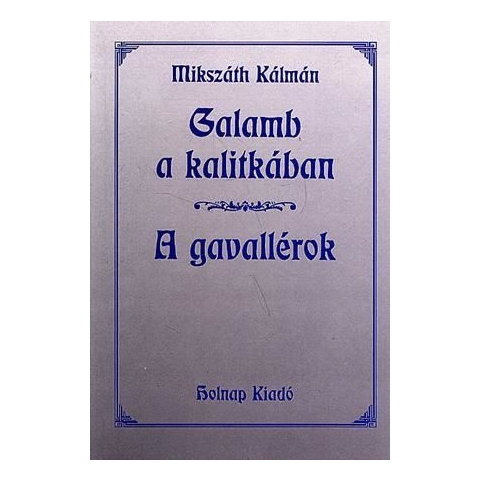 Mikszáth Kálmán
Galamb
a kalitkában
A gavallérok
Holnap Kiadó